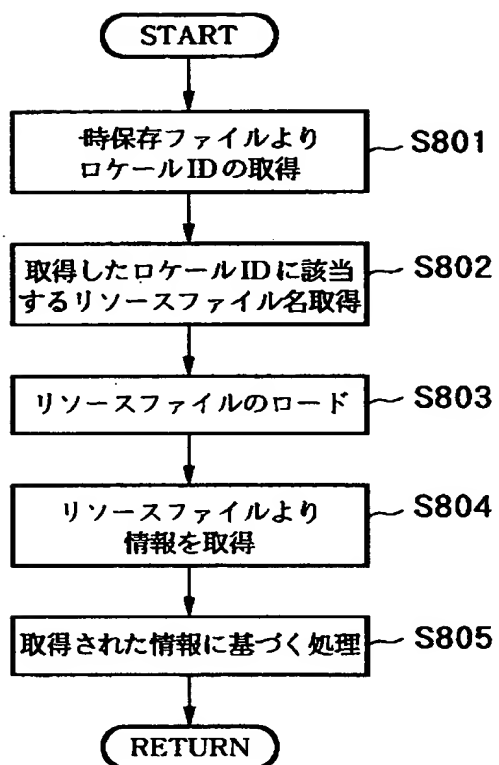 START
一時保存ファイルより
ロケールIDの取得
S801
取得したロケールIDに該当
するリソースファイル名取得
S802
リソースファイルのロード
S803
リソースファイルより
情報を取得
S804
取得された情報に基づく処理
S805
RETURN